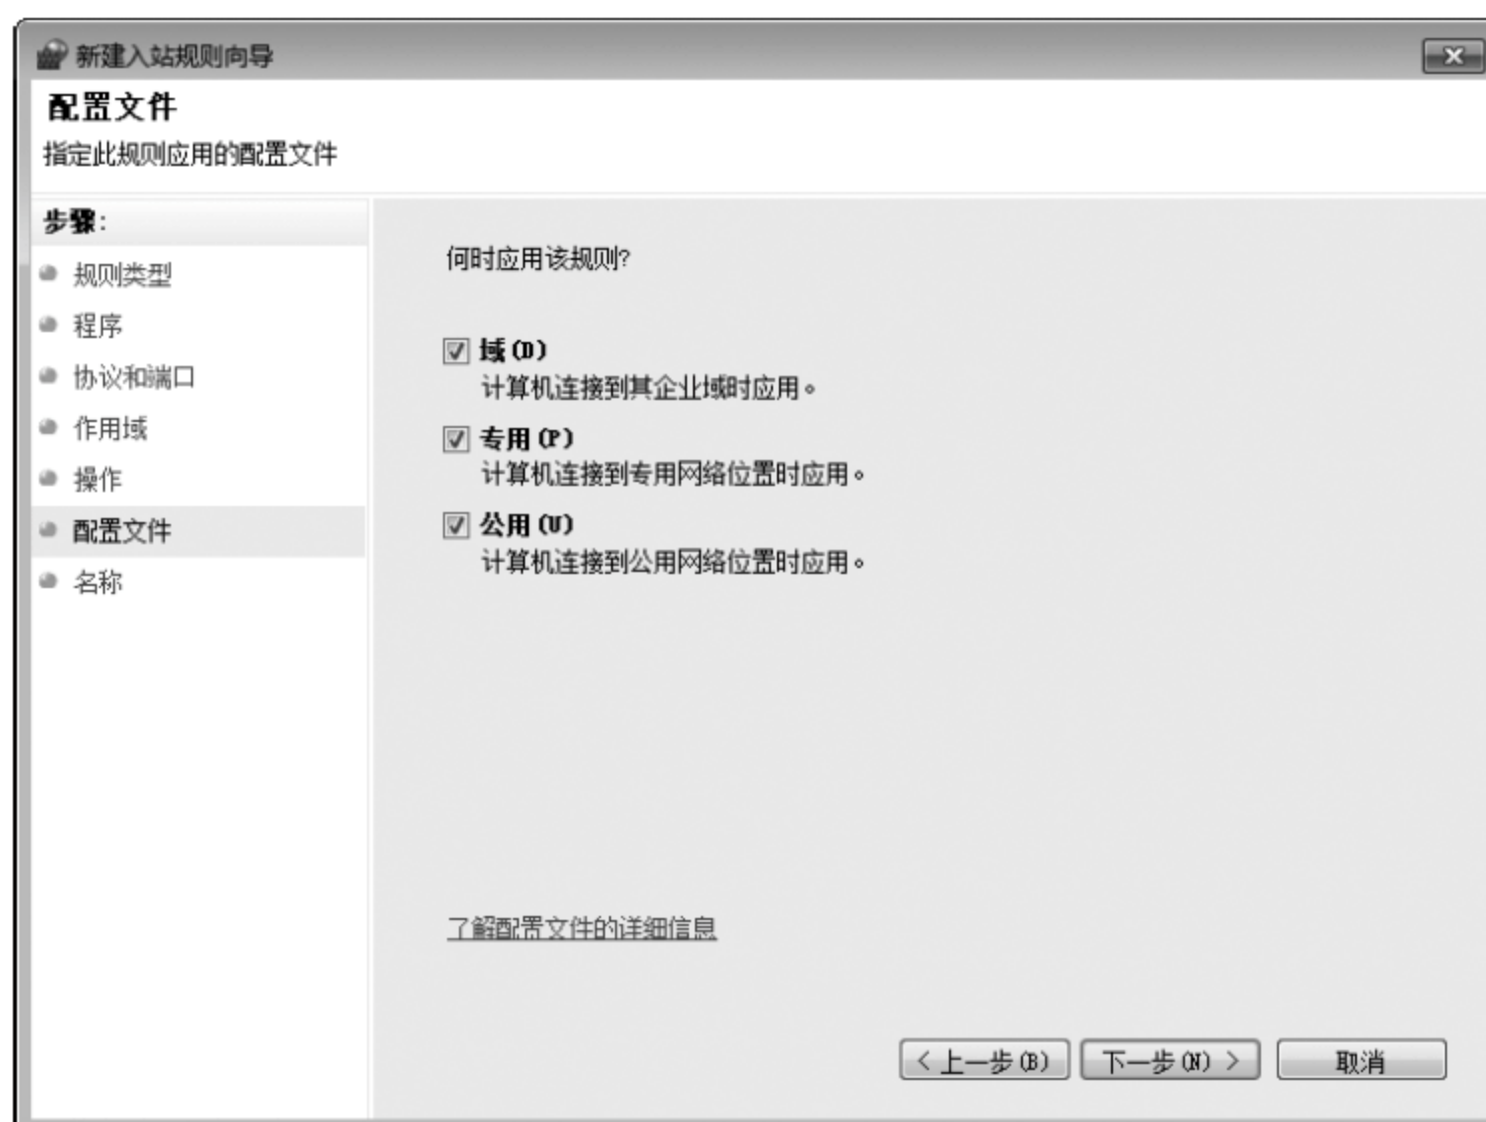 新建入站规则向导
配置文件
指定此规则应用的配置文件
步骤:
规则类型
程序
协议和端口
作用域
操作
配置文件
名称
何时应用该规则?
域(D)
计算机连接到其企业域时应用。
专用(P)
计算机连接到专用网络位置时应用。
公用(U)
计算机连接到公用网络位置时应用。
了解配置文件的详细信息
< 上一步(B)
下一步(N) >
取消